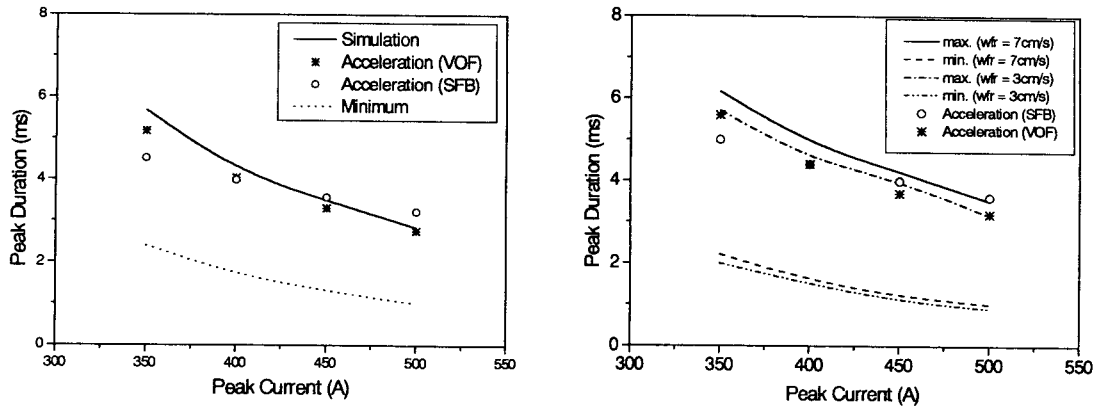 8
6
4
2
0
Peak Duration (ms)
Simulation
Acceleration (VOF)
Acceleration (SFB)
Minimum
300
350
400
450
500
550
Peak Current (A)
8
6
4
2
0
Peak Duration (ms)
max. (wfr = 7cm/s)
min. (wfr = 7cm/s)
max. (wfr = 3cm/s)
min. (wfr = 3cm/s)
Acceleration (SFB)
Acceleration (VOF)
300
350
400
450
500
550
Peak Current (A)